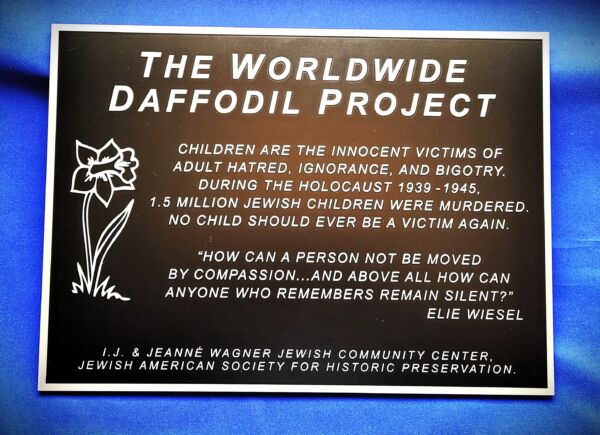 THE WORLDWIDE
DAFFODIL PROJECT
CHILDREN ARE THE INNOCENT VICTIMS OF
ADULT HATRED, IGNORANCE, AND BIGOTRY.
DURING THE HOLOCAUST 1939 - 1945,
1.5 MILLION JEWISH CHILDREN WERE MURDERED.
NO CHILD SHOULD EVER BE A VICTIM AGAIN.
“HOW CAN A PERSON NOT BE MOVED
BY COMPASSION...AND ABOVE ALL HOW CAN
ANYONE WHO REMEMBERS REMAIN SILENT?”
ELIE WIESEL
I.J. & JEANNÉ WAGNER JEWISH COMMUNITY CENTER,
JEWISH AMERICAN SOCIETY FOR HISTORIC PRESERVATION.